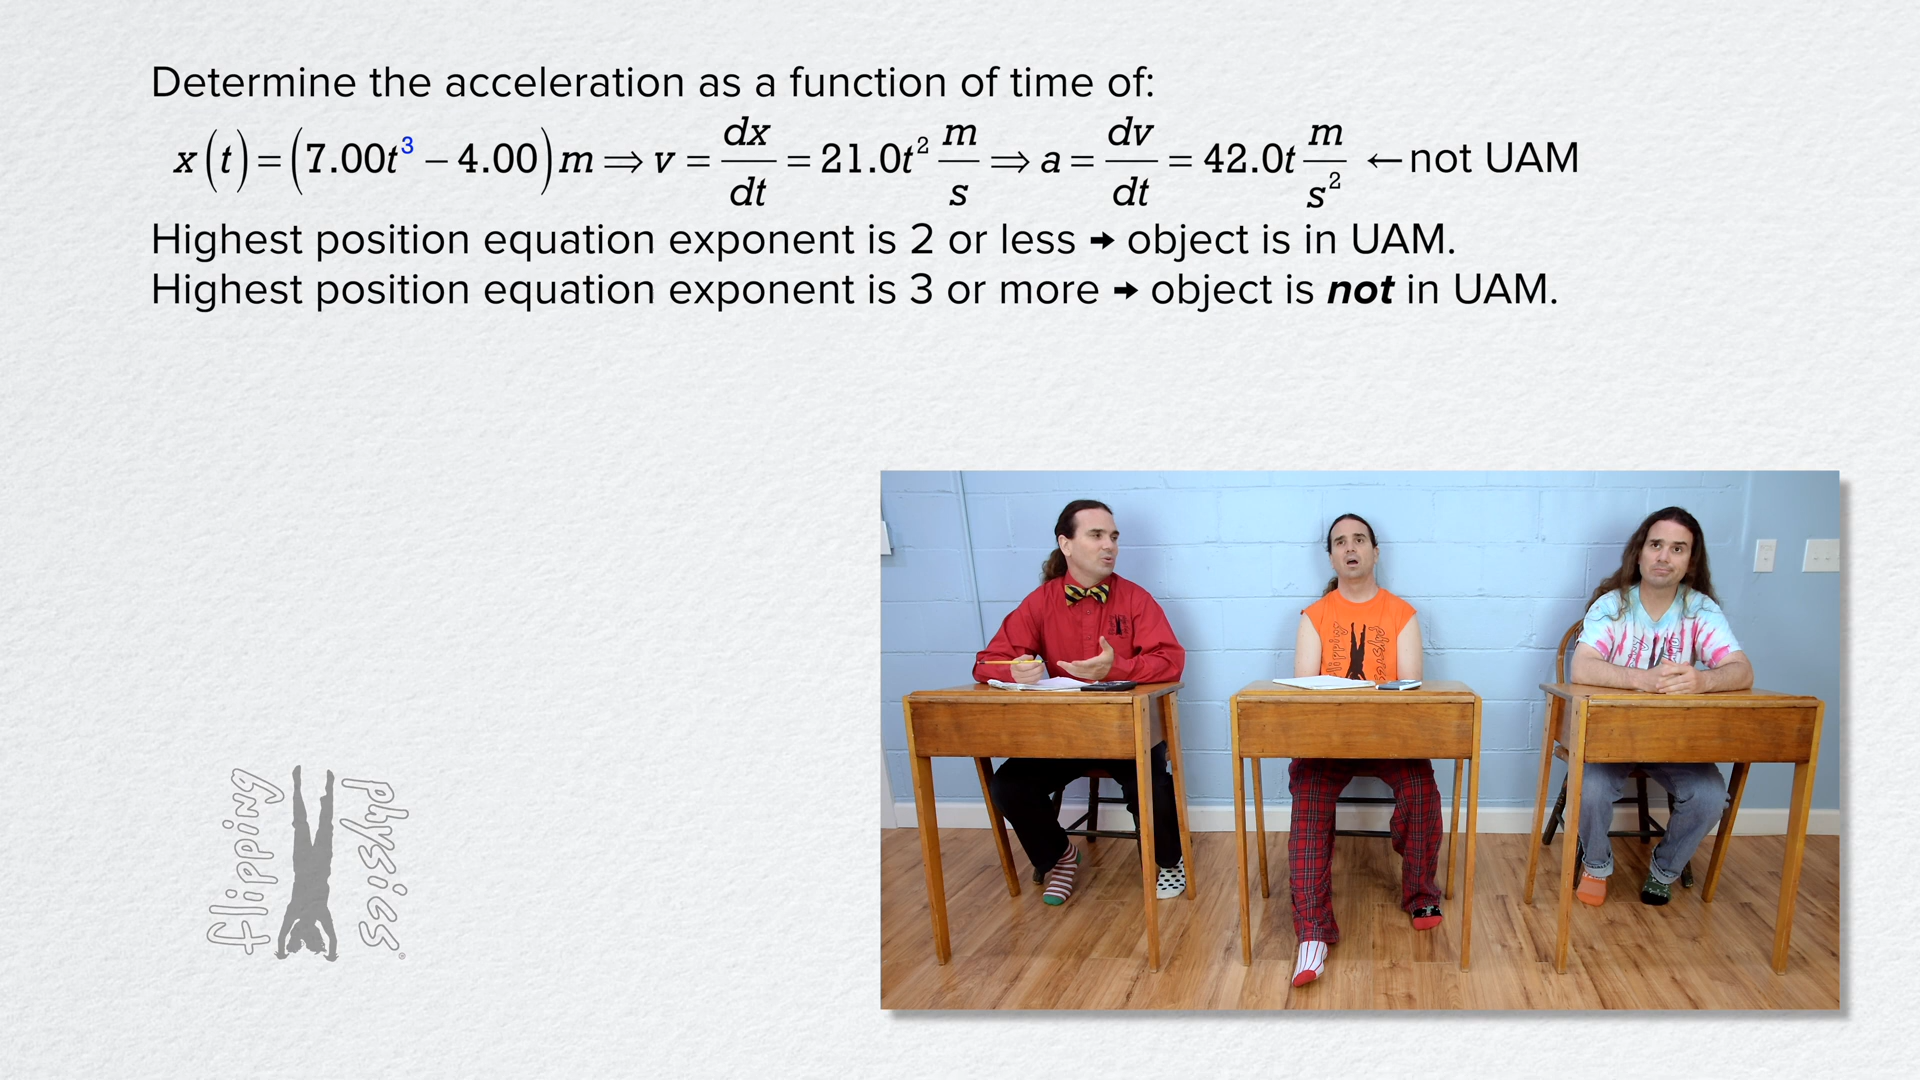 Determine the acceleration as a function of time of:
x(t) = (7.00t³ – 4.00)m ⇒ v = dx/dt = 21.0t² m/s ⇒ a = dv/dt = 42.0t m/s² ← not UAM
Highest position equation exponent is 2 or less → object is in UAM.
Highest position equation exponent is 3 or more → object is not in UAM.
flipping
physics
flipping
physics